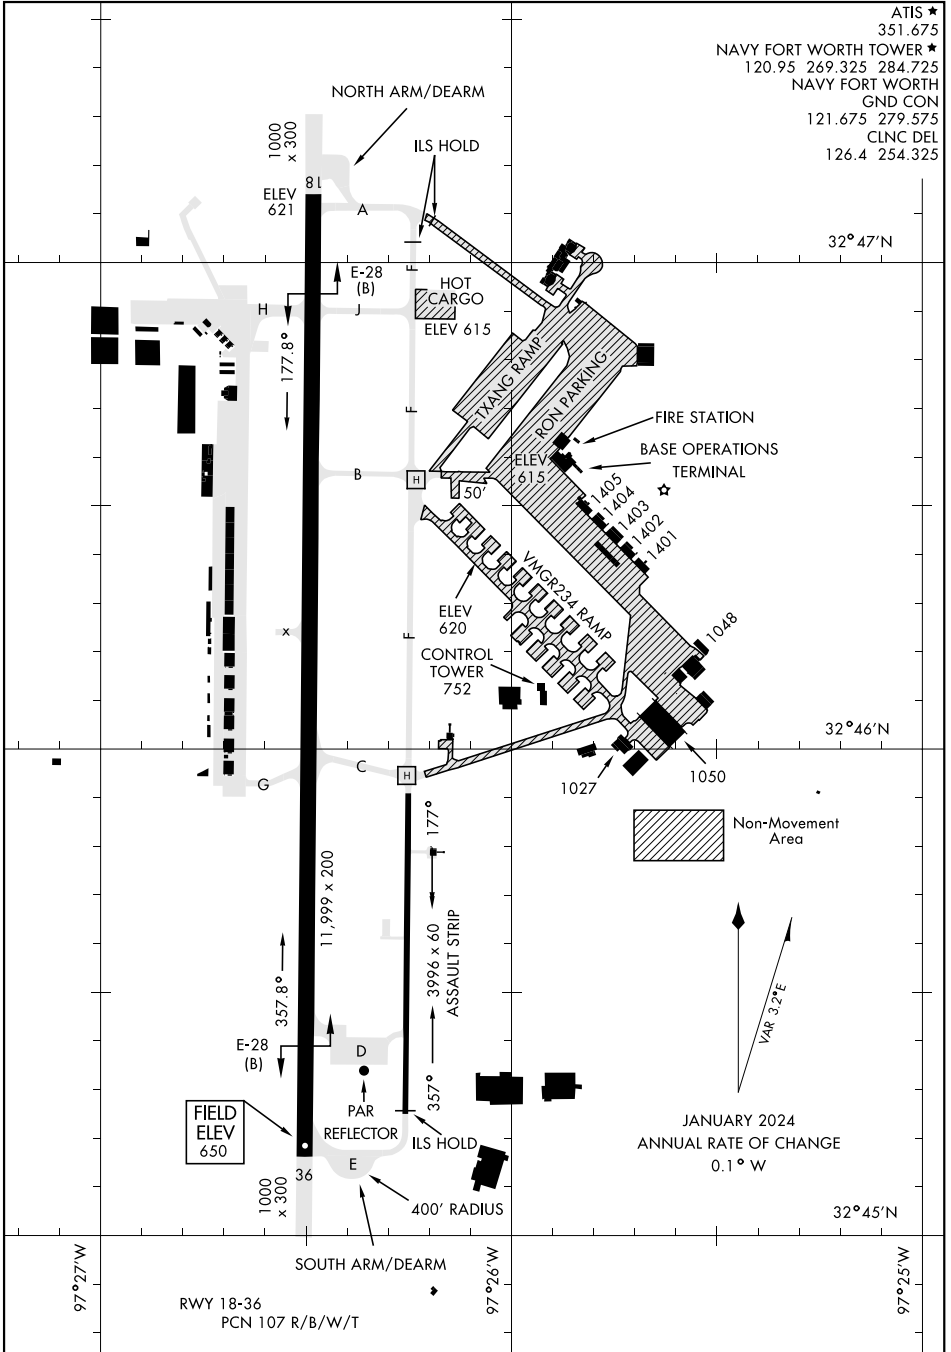 ATIS ★
351.675
NAVY FORT WORTH TOWER ★
120.95 269.325 284.725
NAVY FORT WORTH
GND CON
121.675 279.575
CLNC DEL
126.4 254.325
NORTH ARM/DEARM
1000
x 300
ILS HOLD
18
ELEV
621
A
32°47'N
E-28
(B)
F
HOT
CARGO
H
J
ELEV 615
177.8°
TXANG RAMP
RON PARKING
F
FIRE STATION
BASE OPERATIONS
TERMINAL
ELEV
615
B
H
50'
1405
1404
1403
1402
1401
VMGR234 RAMP
ELEV
620
x
F
1048
CONTROL
TOWER
752
32°46'N
C
H
G
1027
1050
177°
Non-Movement
Area
11,999 x 200
3996 x 60
ASSAULT STRIP
357.8°
VAR 3.2°E
E-28
(B)
D
357°
PAR
REFLECTOR
FIELD
ELEV
650
JANUARY 2024
ANNUAL RATE OF CHANGE
0.1° W
ILS HOLD
E
36
1000
x 300
400' RADIUS
32°45'N
SOUTH ARM/DEARM
97°27'W
97°26'W
97°25'W
RWY 18-36
PCN 107 R/B/W/T